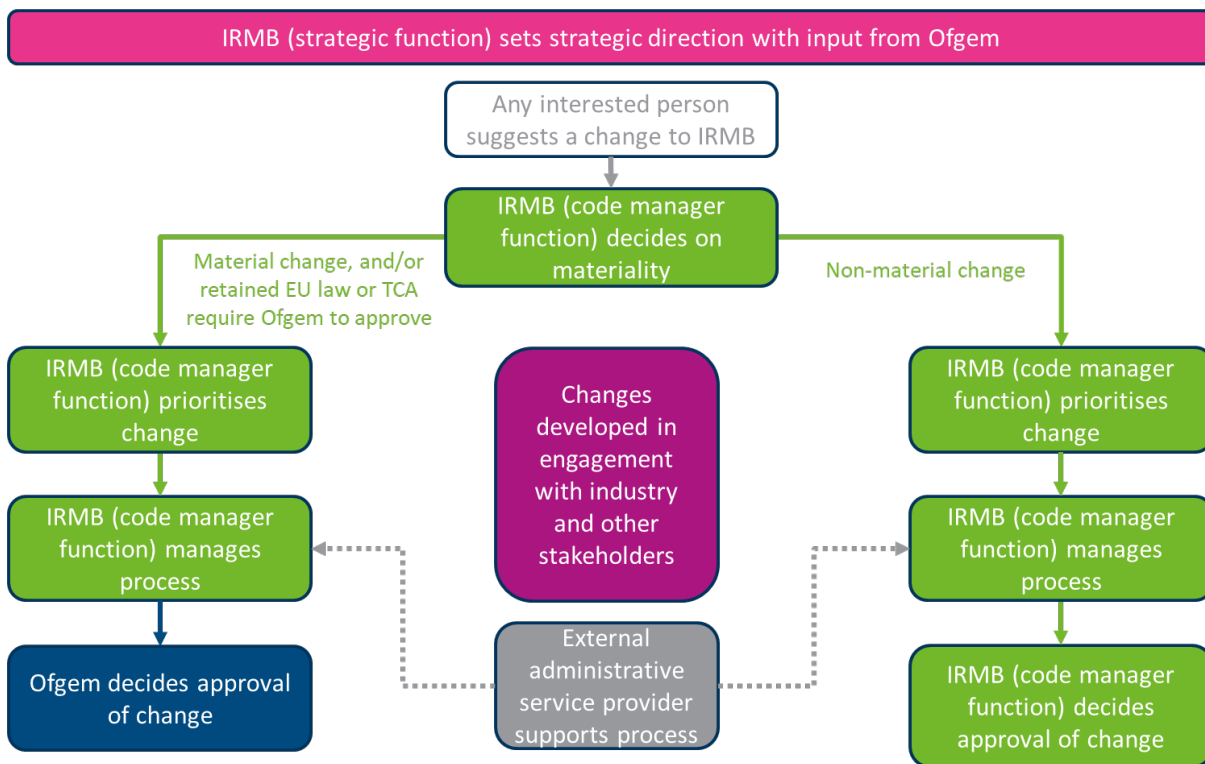 IRMB (strategic function) sets strategic direction with input from Ofgem
Any interested person
suggests a change to IRMB
IRMB (code manager
function) decides on
materiality
Material change, and/or
retained EU law or TCA
require Ofgem to approve
Non-material change
IRMB (code manager
function) prioritises
change
Changes
developed in
engagement
with industry
and other
stakeholders
IRMB (code manager
function) prioritises
change
IRMB (code manager
function) manages
process
IRMB (code manager
function) manages
process
Ofgem decides approval
of change
External
administrative
service provider
supports process
IRMB (code manager
function) decides
approval of change